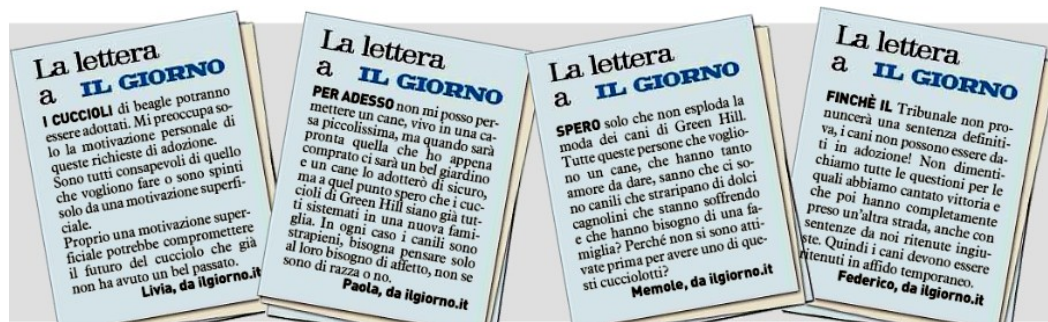 La lettera
a IL GIORNO
I CUCCIOLI di beagle potranno
essere adottati. Mi preoccupa so-
lo la motivazione personale di
queste richieste di adozione.
Sono tutti consapevoli di quello
che vogliono fare o sono spinti
solo da una motivazione superfi-
ciale.
Proprio una motivazione super-
ficiale potrebbe compromettere
il futuro del cucciolo che già
non ha avuto un bel passato.
Livia, da ilgiorno.it
La lettera
a IL GIORNO
PER ADESSO non mi posso per-
mettere un cane, vivo in una ca-
sa piccolissima, ma quando sarà
pronta quella che ho appena
comprato ci sarà un bel giardino
e un cane lo adotterò di sicuro,
ma a quel punto spero che i cuc-
cioli di Green Hill siano già tut-
ti sistemati in una nuova fami-
glia. In ogni caso i canili sono
strapieni, bisogna pensare solo
al loro bisogno di affetto, non se
sono di razza o no.
Paola, da ilgiorno.it
La lettera
a IL GIORNO
SPERO solo che non esploda la
moda dei cani di Green Hill.
Tutte queste persone che voglio-
no un cane, che hanno tanto
amore da dare, sanno che ci so-
no canili che straripano di dolci
cagnolini che stanno soffrendo
e che hanno bisogno di una fa-
miglia? Perché non si sono atti-
vate prima per avere uno di que-
sti cucciolotti?
Memole, da ilgiorno.it
La lettera
a IL GIORNO
FINCHÈ IL Tribunale non pro-
nuncerà una sentenza definiti-
va, i cani non possono essere da-
ti in adozione! Non dimenti-
chiamo tutte le questioni per le
quali abbiamo cantato vittoria e
che poi hanno completamente
preso un'altra strada, anche con
sentenze da noi ritenute ingiu-
ste. Quindi i cani devono essere
ritenuti in affido temporaneo.
Federico, da ilgiorno.it